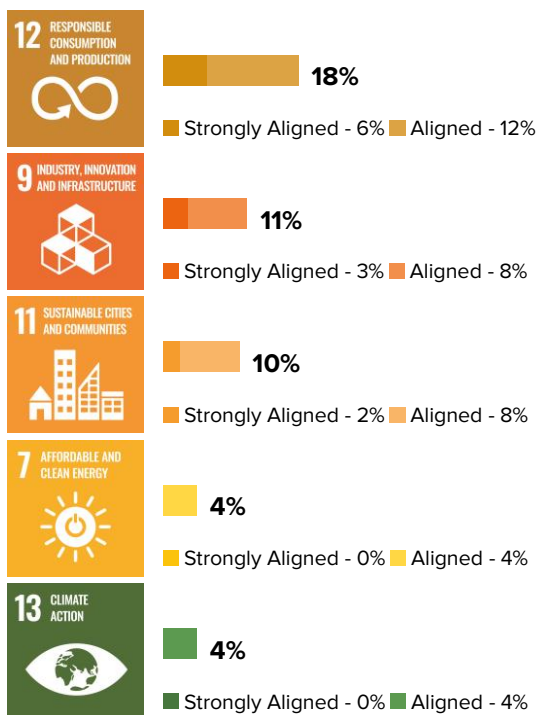 12 RESPONSIBLE
CONSUMPTION
AND PRODUCTION
18%
Strongly Aligned - 6% Aligned - 12%
9 INDUSTRY, INNOVATION
AND INFRASTRUCTURE
11%
Strongly Aligned - 3% Aligned - 8%
11 SUSTAINABLE CITIES
AND COMMUNITIES
10%
Strongly Aligned - 2% Aligned - 8%
7 AFFORDABLE AND
CLEAN ENERGY
4%
Strongly Aligned - 0% Aligned - 4%
13 CLIMATE
ACTION
4%
Strongly Aligned - 0% Aligned - 4%